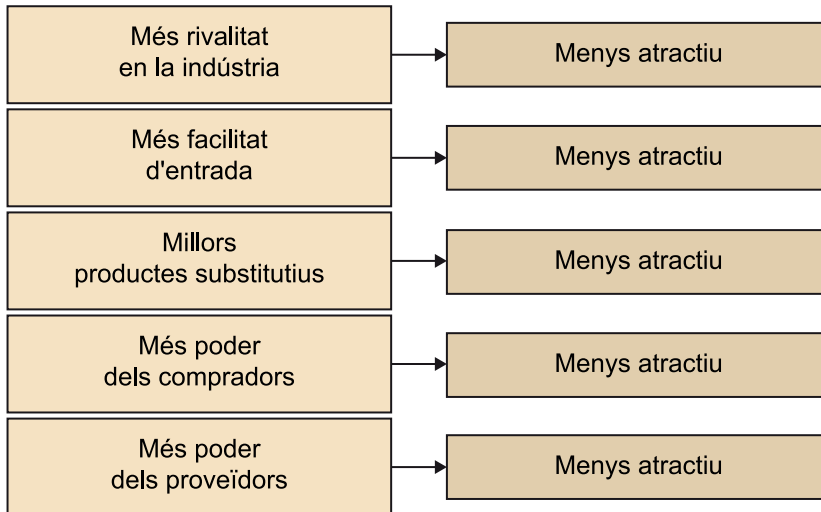 Més rivalitat
en la indústria
Menys atractiu
Més facilitat
d'entrada
Menys atractiu
Millors
productes substitutius
Menys atractiu
Més poder
dels compradors
Menys atractiu
Més poder
dels proveïdors
Menys atractiu